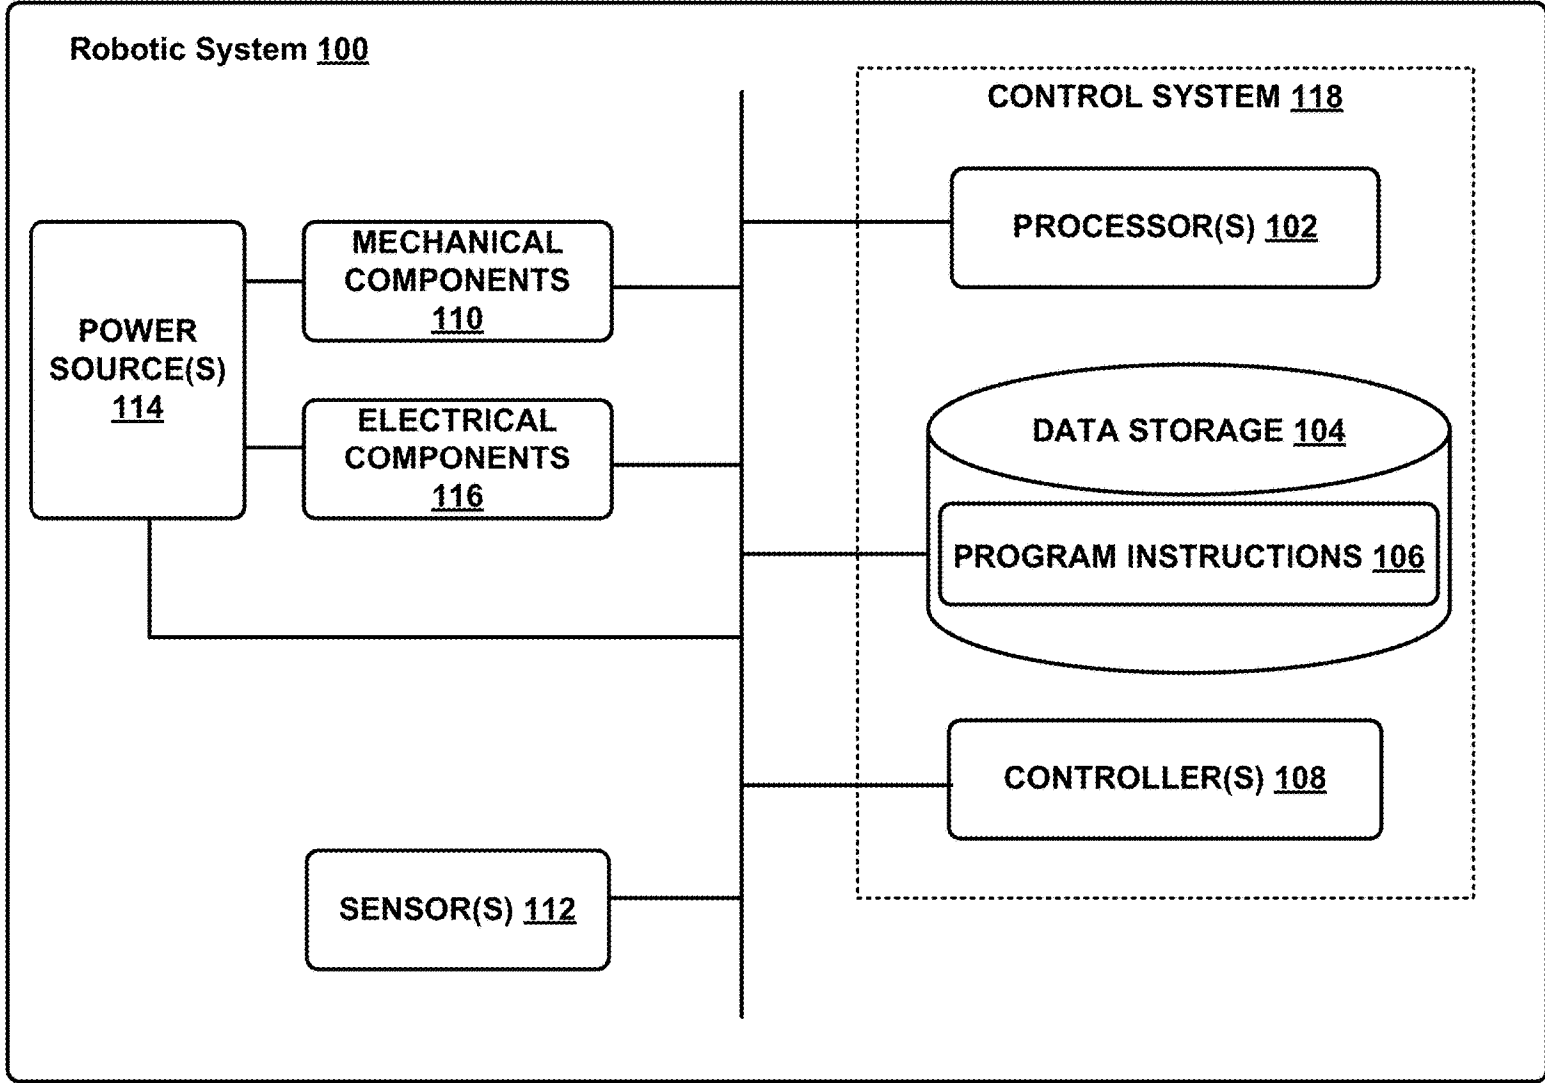 Robotic System 100
CONTROL SYSTEM 118
PROCESSOR(S) 102
MECHANICAL
COMPONENTS
110
POWER
SOURCE(S)
114
ELECTRICAL
COMPONENTS
116
DATA STORAGE 104
PROGRAM INSTRUCTIONS 106
CONTROLLER(S) 108
SENSOR(S) 112